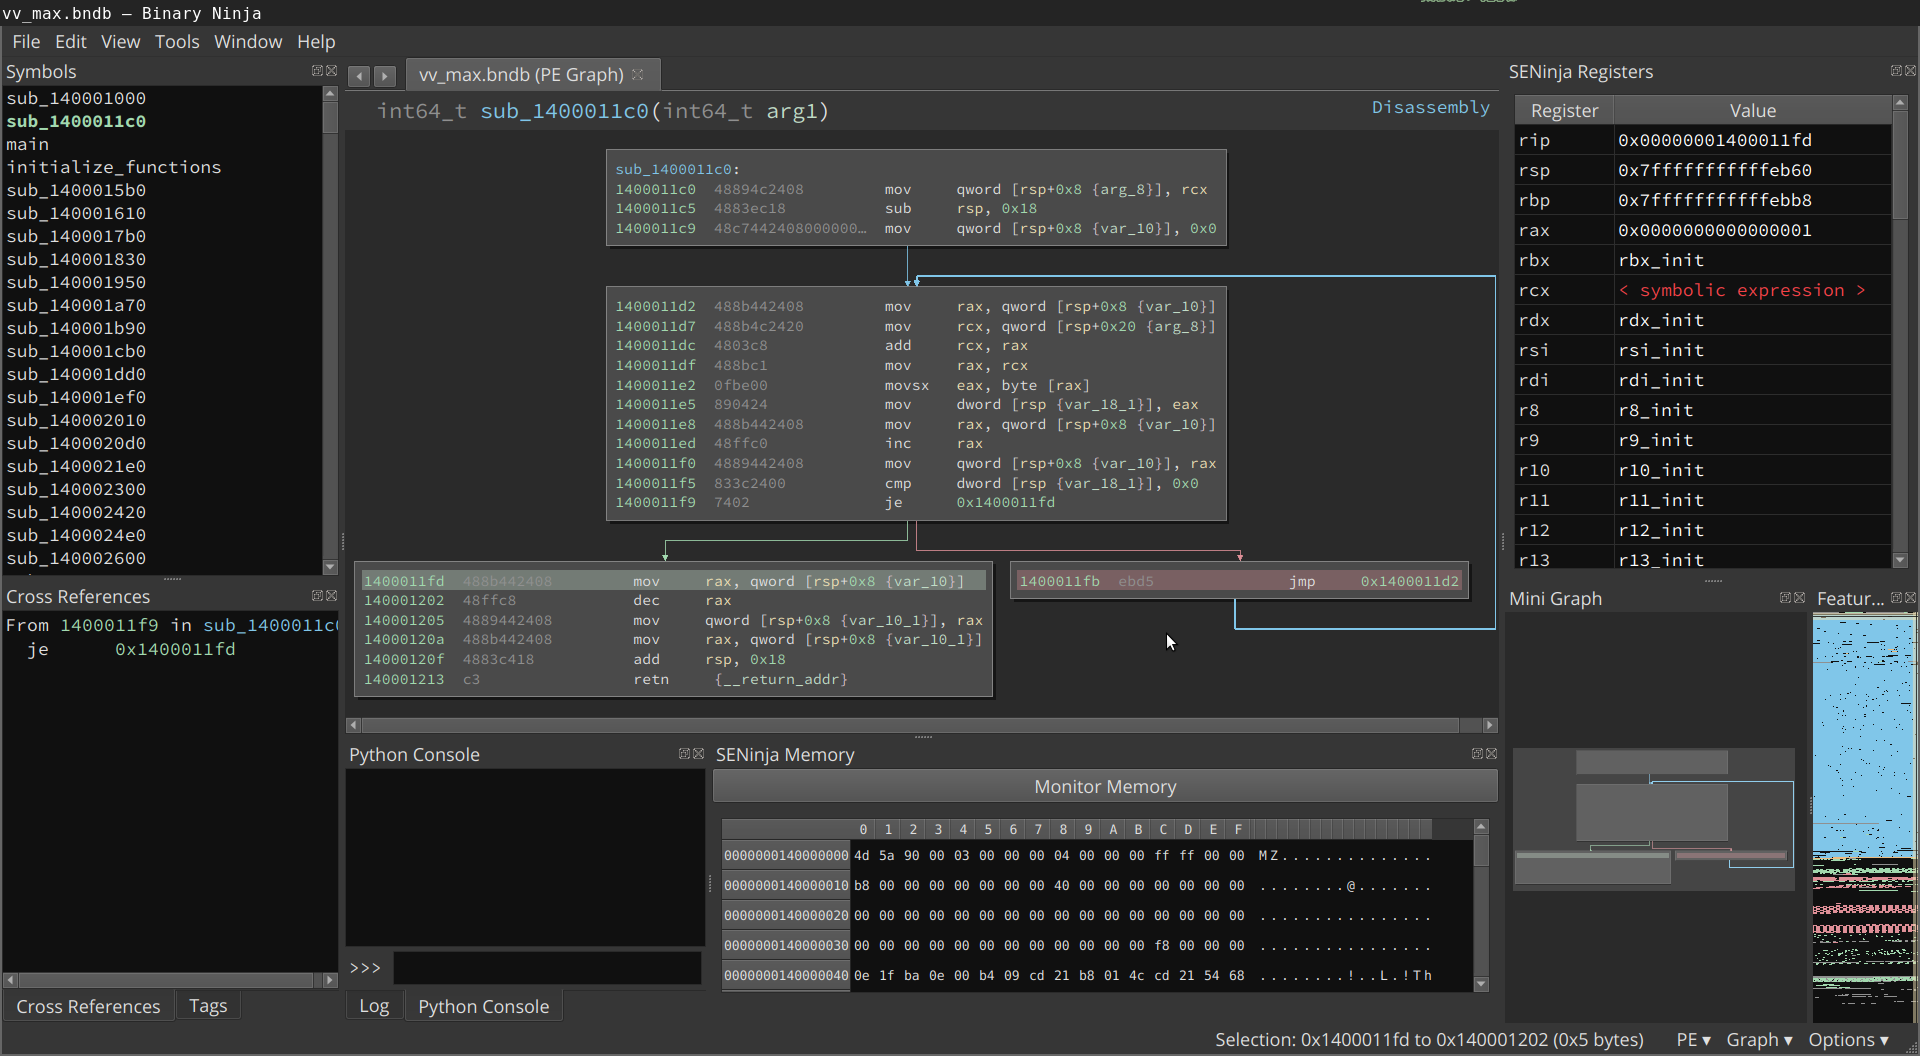 vv_max.bndb — Binary Ninja
File Edit View Tools Window Help
Symbols
sub_140001000
sub_1400011c0
main
initialize_functions
sub_1400015b0
sub_140001610
sub_1400017b0
sub_140001830
sub_140001950
sub_140001a70
sub_140001b90
sub_140001cb0
sub_140001dd0
sub_140001ef0
sub_140002010
sub_1400020d0
sub_1400021e0
sub_140002300
sub_140002420
sub_1400024e0
sub_140002600
Cross References
From 1400011f9 in sub_1400011c
je 0x1400011fd
Cross References Tags
vv_max.bndb (PE Graph)
int64_t sub_1400011c0(int64_t arg1)
Disassembly
sub_1400011c0:
1400011c0 48894c2408 mov qword [rsp+0x8 {arg_8}], rcx
1400011c5 4883ec18 sub rsp, 0x18
1400011c9 48c7442408000000… mov qword [rsp+0x8 {var_10}], 0x0
1400011d2 488b442408 mov rax, qword [rsp+0x8 {var_10}]
1400011d7 488b4c2420 mov rcx, qword [rsp+0x20 {arg_8}]
1400011dc 4803c8 add rcx, rax
1400011df 488bc1 mov rax, rcx
1400011e2 0fbe00 movsx eax, byte [rax]
1400011e5 890424 mov dword [rsp {var_18_1}], eax
1400011e8 488b442408 mov rax, qword [rsp+0x8 {var_10}]
1400011ed 48ffc0 inc rax
1400011f0 4889442408 mov qword [rsp+0x8 {var_10}], rax
1400011f5 833c2400 cmp dword [rsp {var_18_1}], 0x0
1400011f9 7402 je 0x1400011fd
1400011fd 488b442408 mov rax, qword [rsp+0x8 {var_10}]
140001202 48ffc8 dec rax
140001205 4889442408 mov qword [rsp+0x8 {var_10_1}], rax
14000120a 488b442408 mov rax, qword [rsp+0x8 {var_10_1}]
14000120f 4883c418 add rsp, 0x18
140001213 c3 retn {__return_addr}
1400011fb ebd5 jmp 0x1400011d2
Python Console
>>>
Log Python Console
SENinja Memory
Monitor Memory
0 1 2 3 4 5 6 7 8 9 A B C D E F
0000000140000000 4d 5a 90 00 03 00 00 00 04 00 00 00 ff ff 00 00 MZ..............
0000000140000010 b8 00 00 00 00 00 00 00 40 00 00 00 00 00 00 00 ........@.......
0000000140000020 00 00 00 00 00 00 00 00 00 00 00 00 00 00 00 00 ................
0000000140000030 00 00 00 00 00 00 00 00 00 00 00 00 f8 00 00 00 ................
0000000140000040 0e 1f ba 0e 00 b4 09 cd 21 b8 01 4c cd 21 54 68 ........!..L.!Th
SENinja Registers
Register Value
rip 0x00000001400011fd
rsp 0x7fffffffffffeb60
rbp 0x7fffffffffffebb8
rax 0x0000000000000001
rbx rbx_init
rcx < symbolic expression >
rdx rdx_init
rsi rsi_init
rdi rdi_init
r8 r8_init
r9 r9_init
r10 r10_init
r11 r11_init
r12 r12_init
r13 r13_init
Mini Graph
Featur...
Selection: 0x1400011fd to 0x140001202 (0x5 bytes) PE ▾ Graph ▾ Options ▾